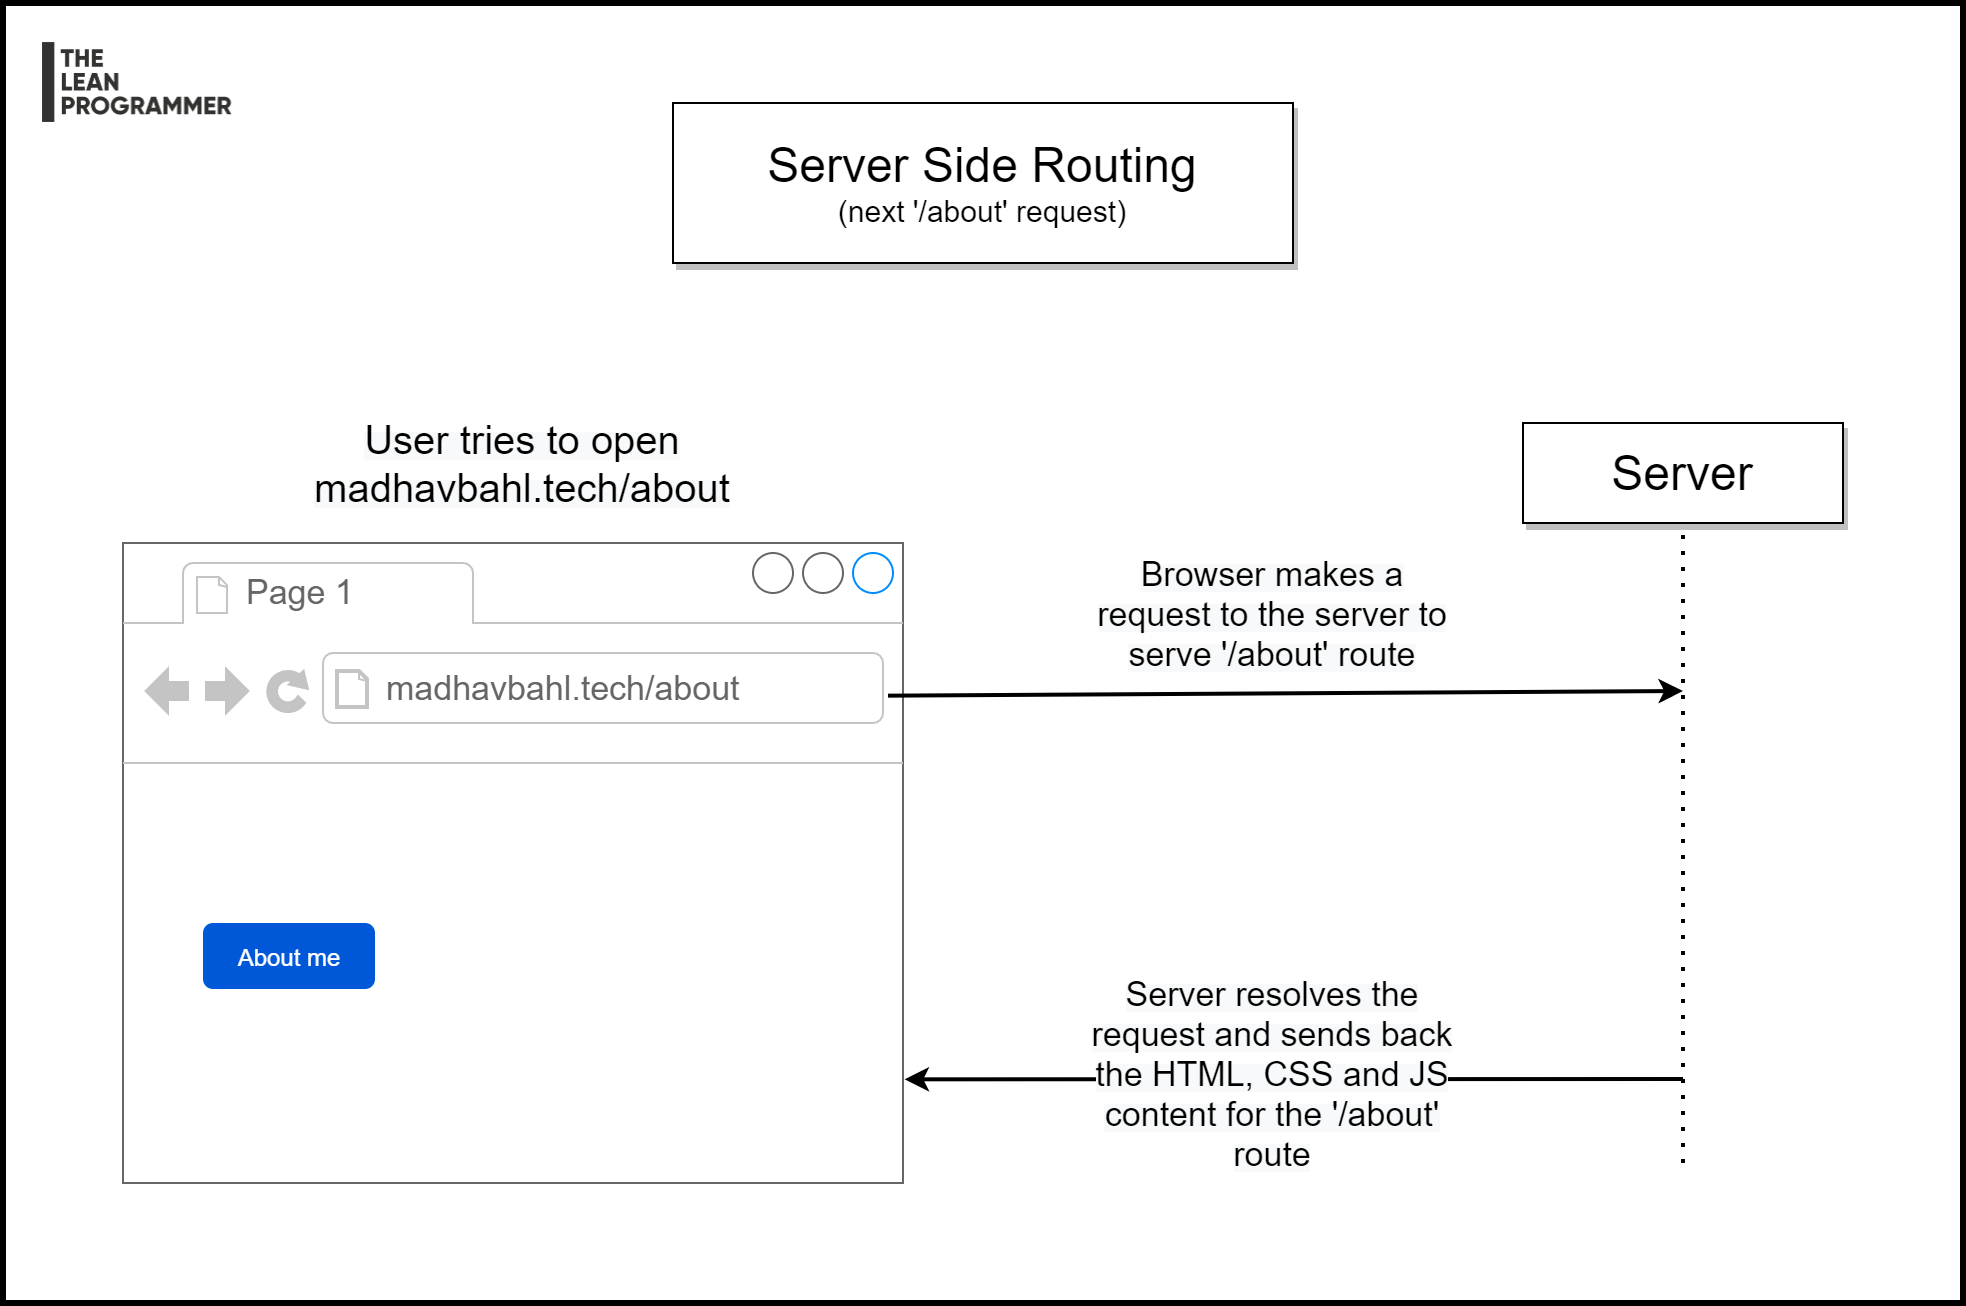 THE
LEAN
PROGRAMMER
Server Side Routing
(next '/about' request)
User tries to open
madhavbahl.tech/about
Server
Page 1
madhavbahl.tech/about
Browser makes a
request to the server to
serve '/about' route
About me
Server resolves the
request and sends back
the HTML, CSS and JS
content for the '/about'
route